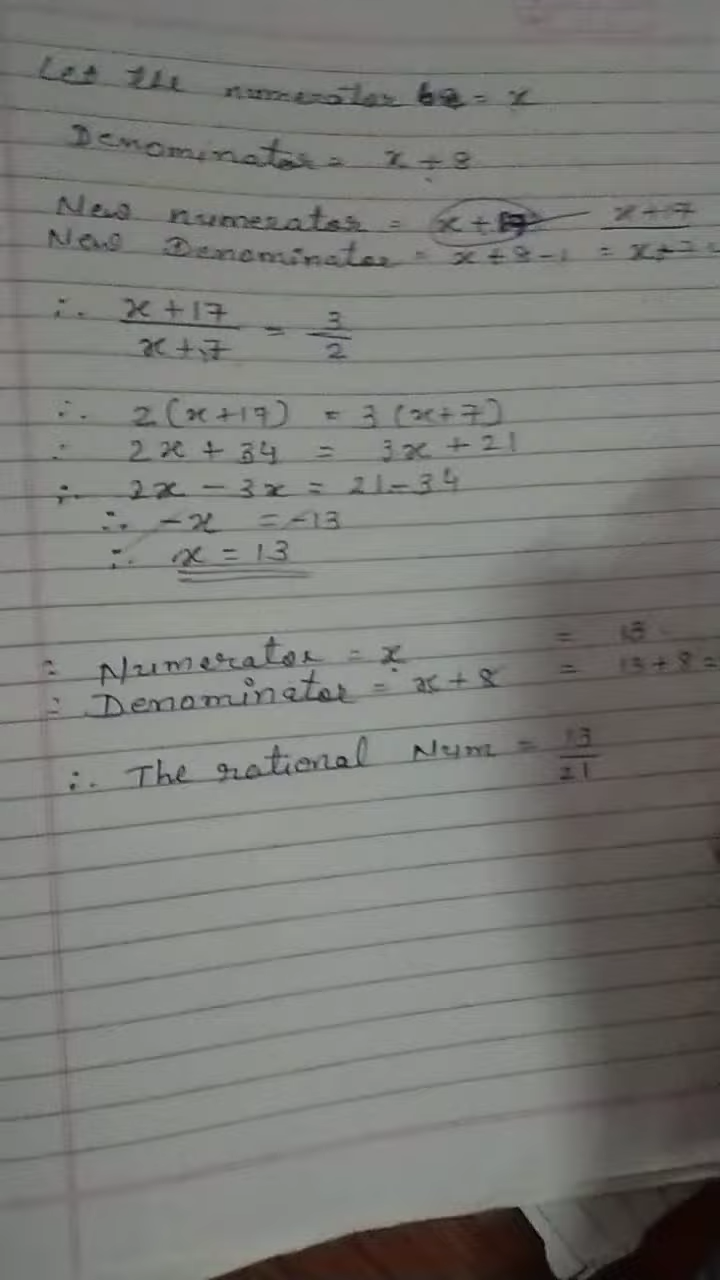 Let the numerator be = x
Denominator = x + 8
New numerator = x + 17 x + 17
New Denominator = x + 8 - 1 = x + 7
∴ x + 17 / x + 7 = 3 / 2
∴ 2 (x + 17) = 3 (x + 7)
∴ 2x + 34 = 3x + 21
∴ 2x - 3x = 21 - 34
∴ -x = -13
∴ x = 13
∴ Numerator = x = 13
∴ Denominator = x + 8 = 13 + 8 =
∴ The rational Num = 13 / 21